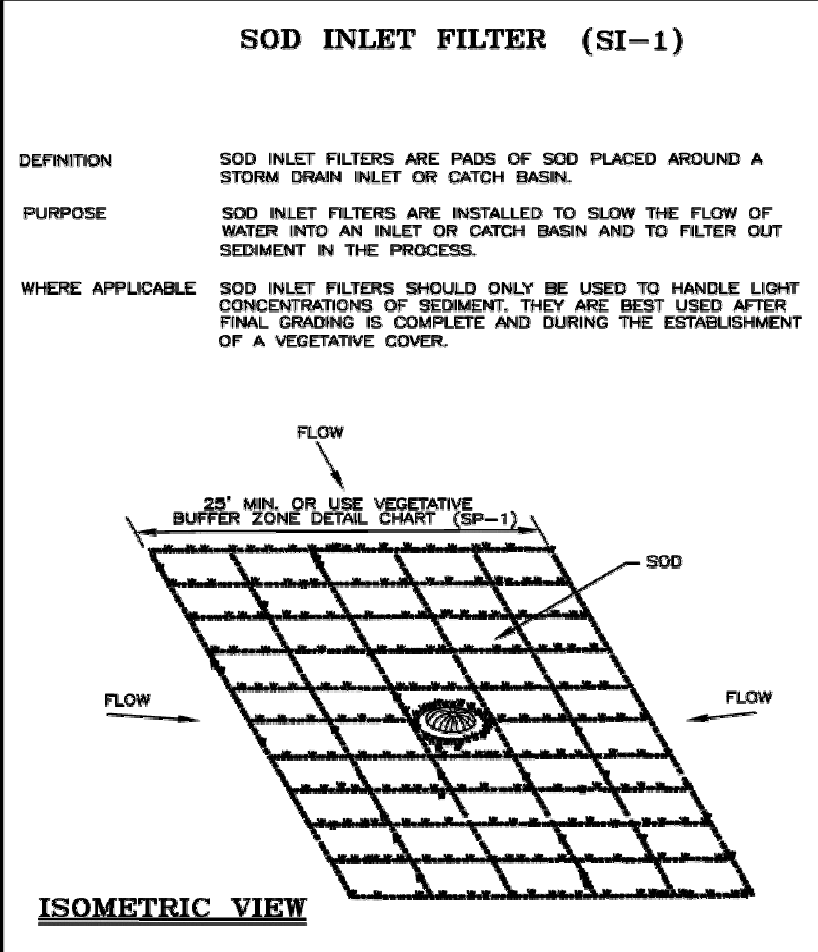 SOD INLET FILTER (SI-1)
DEFINITION SOD INLET FILTERS ARE PADS OF SOD PLACED AROUND A
STORM DRAIN INLET OR CATCH BASIN.
PURPOSE SOD INLET FILTERS ARE INSTALLED TO SLOW THE FLOW OF
WATER INTO AN INLET OR CATCH BASIN AND TO FILTER OUT
SEDIMENT IN THE PROCESS.
WHERE APPLICABLE SOD INLET FILTERS SHOULD ONLY BE USED TO HANDLE LIGHT
CONCENTRATIONS OF SEDIMENT. THEY ARE BEST USED AFTER
FINAL GRADING IS COMPLETE AND DURING THE ESTABLISHMENT
OF A VEGETATIVE COVER.
FLOW
25' MIN. OR USE VEGETATIVE
BUFFER ZONE DETAIL CHART (SP-1)
SOD
FLOW
FLOW
ISOMETRIC VIEW